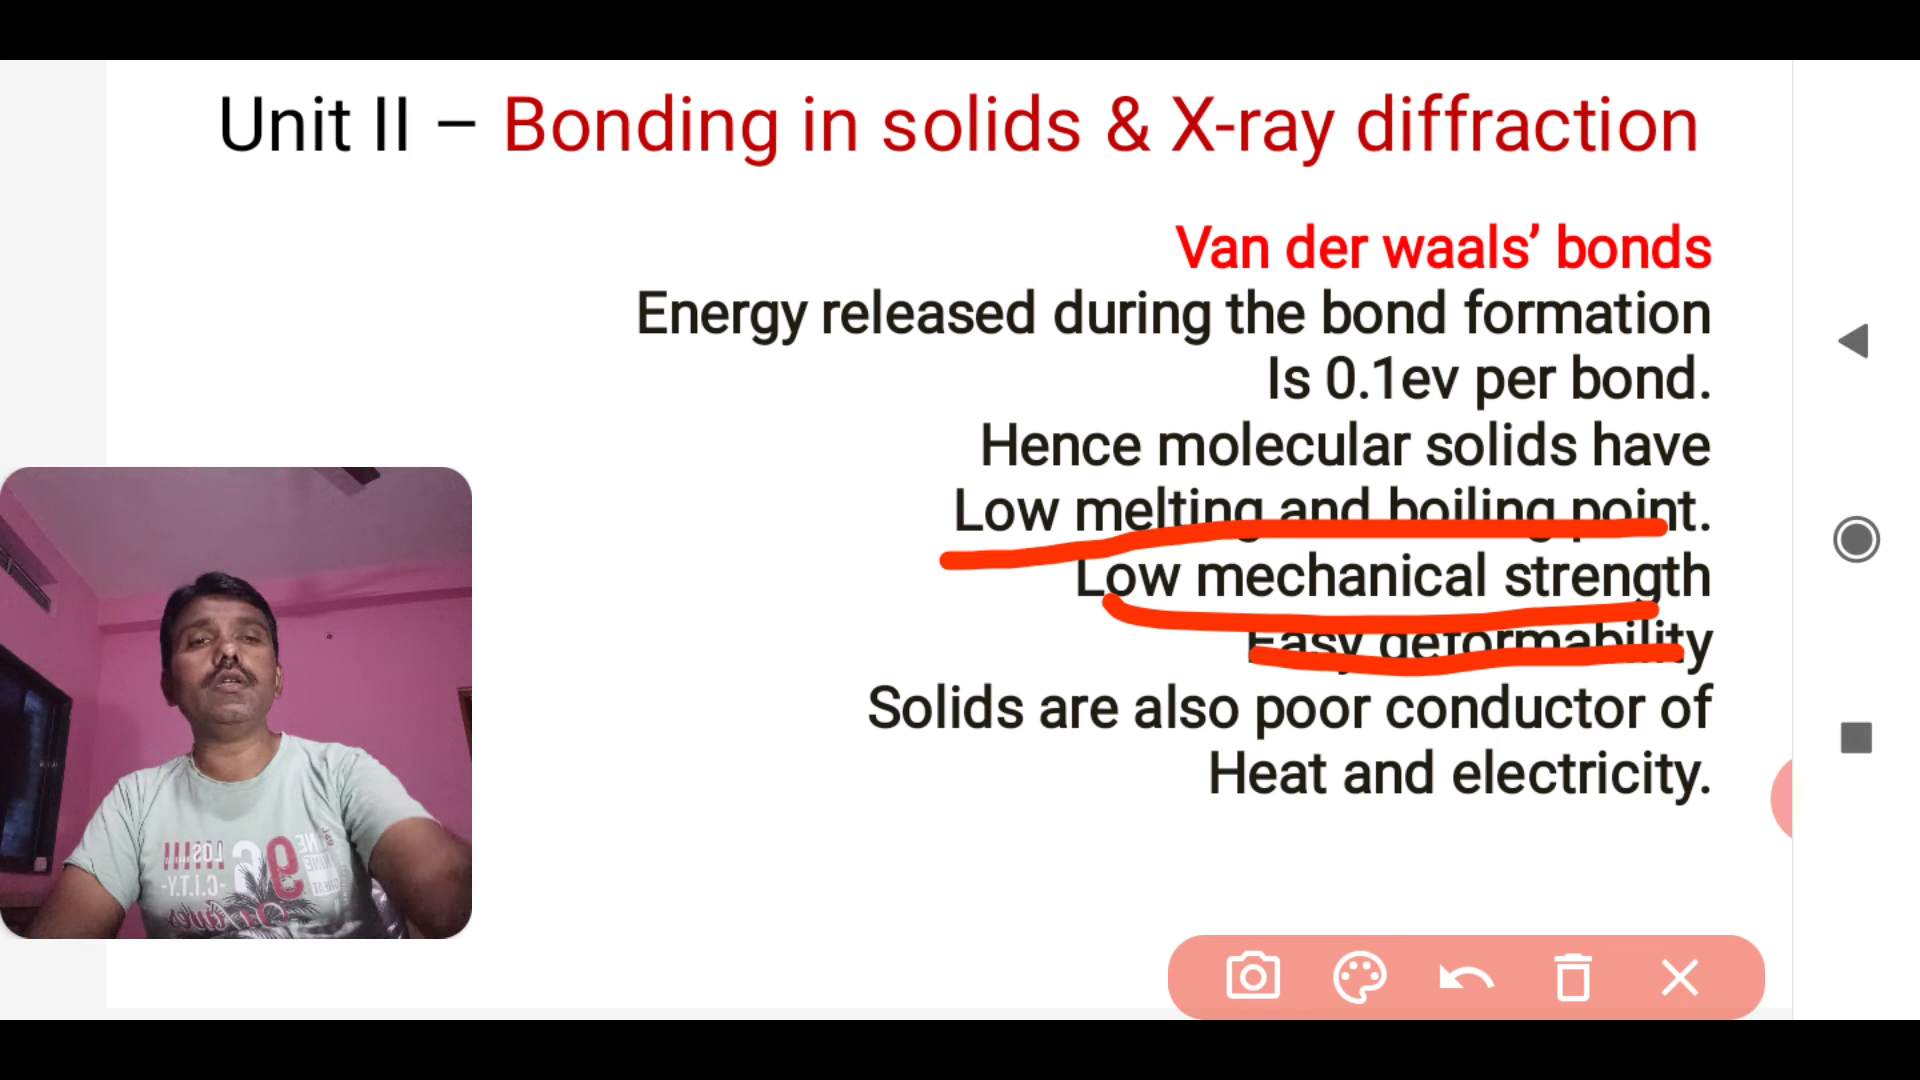 Unit II – Bonding in solids & X-ray diffraction
Van der waals’ bonds
Energy released during the bond formation
Is 0.1ev per bond.
Hence molecular solids have
Low melting and boiling point.
Low mechanical strength
Easy deformability
Solids are also poor conductor of
Heat and electricity.
LOS
96
-C.I.T.Y-